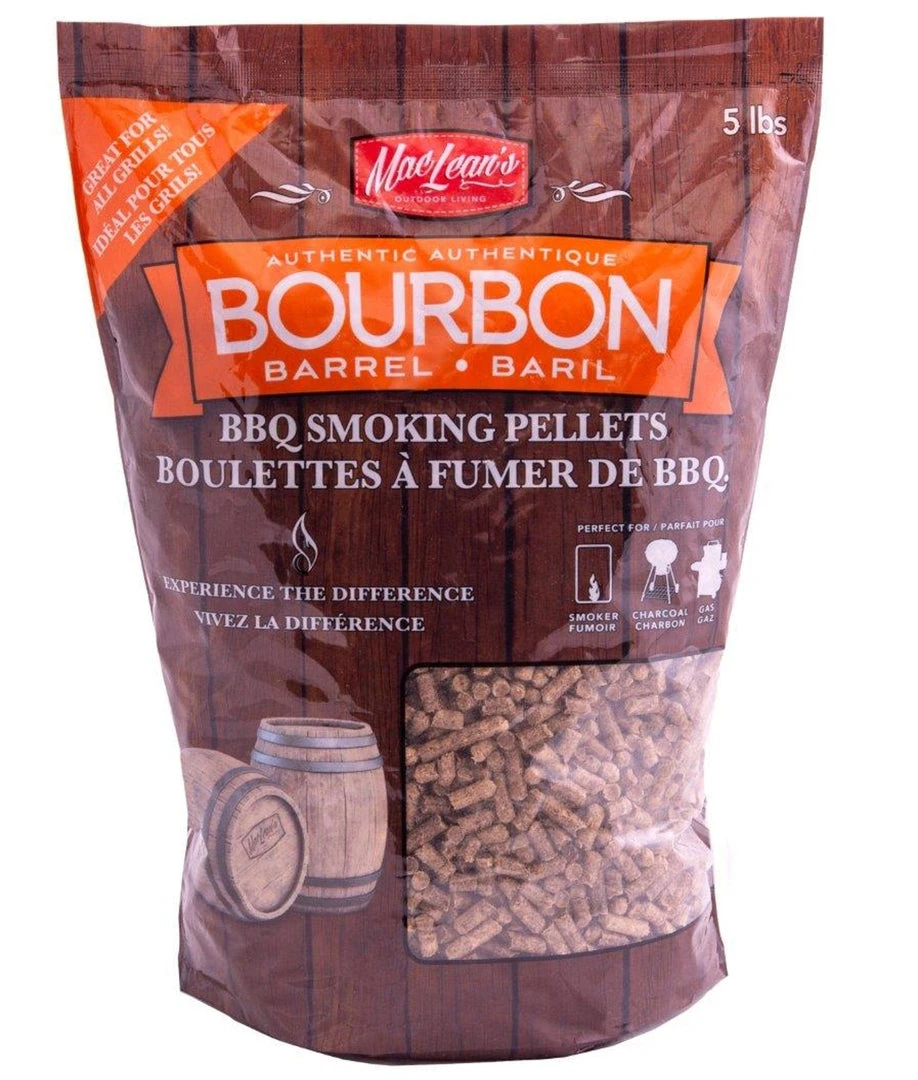 5 lbs
GREAT FOR
ALL GRILLS!
IDÉAL POUR TOUS
LES GRILS!
MacLean's
OUTDOOR LIVING
AUTHENTIC AUTHENTIQUE
BOURBON
BARREL • BARIL
BBQ SMOKING PELLETS
BOULETTES À FUMER DE BBQ.
PERFECT FOR / PARFAIT POUR
SMOKER
FUMOIR
CHARCOAL
CHARBON
GAS
GAZ
EXPERIENCE THE DIFFERENCE
VIVEZ LA DIFFÉRENCE
MacLean's